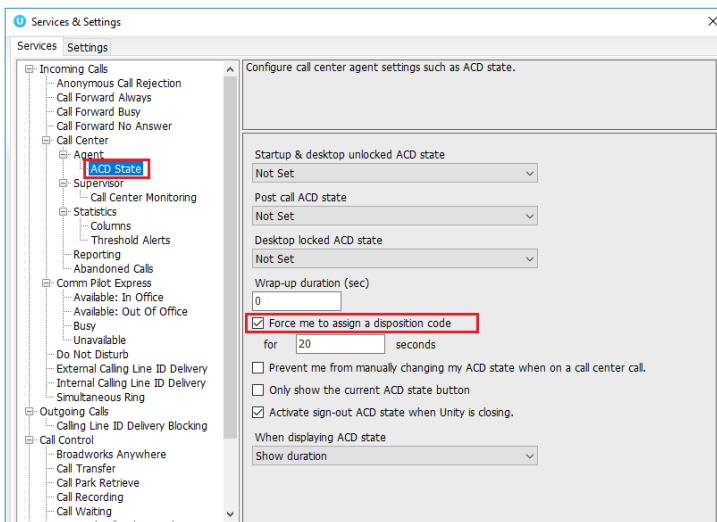 Services & Settings
Services Settings
Incoming Calls
Anonymous Call Rejection
Call Forward Always
Call Forward Busy
Call Forward No Answer
Call Center
Agent
ACD State
Supervisor
Call Center Monitoring
Statistics
Columns
Threshold Alerts
Reporting
Abandoned Calls
Comm Pilot Express
Available: In Office
Available: Out Of Office
Busy
Unavailable
Do Not Disturb
External Calling Line ID Delivery
Internal Calling Line ID Delivery
Simultaneous Ring
Outgoing Calls
Calling Line ID Delivery Blocking
Call Control
Broadworks Anywhere
Call Transfer
Call Park Retrieve
Call Recording
Call Waiting
Configure call center agent settings such as ACD state.
Startup & desktop unlocked ACD state
Not Set
Post call ACD state
Not Set
Desktop locked ACD state
Not Set
Wrap-up duration (sec)
0
Force me to assign a disposition code
for 20 seconds
Prevent me from manually changing my ACD state when on a call center call.
Only show the current ACD state button
Activate sign-out ACD state when Unity is closing.
When displaying ACD state
Show duration